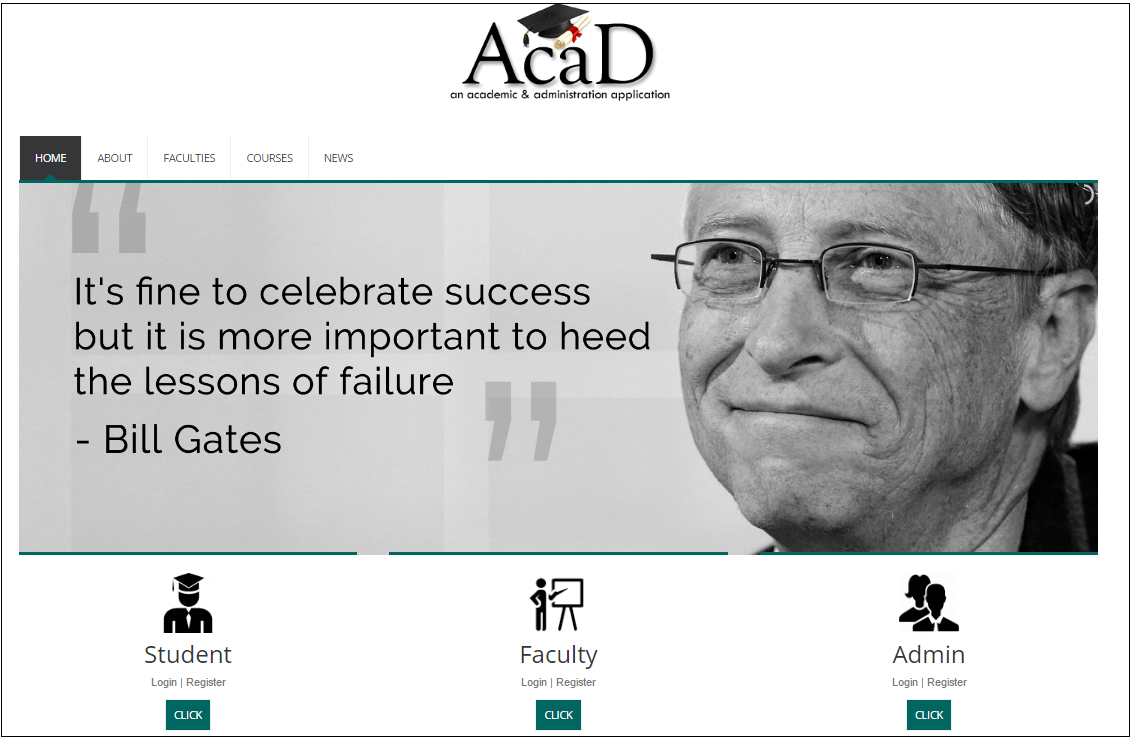 AcaD
an academic & administration application
HOME ABOUT FACULTIES COURSES NEWS
“
It's fine to celebrate success
but it is more important to heed
the lessons of failure
”
- Bill Gates
Student Faculty Admin
Login | Register Login | Register Login | Register
CLICK CLICK CLICK